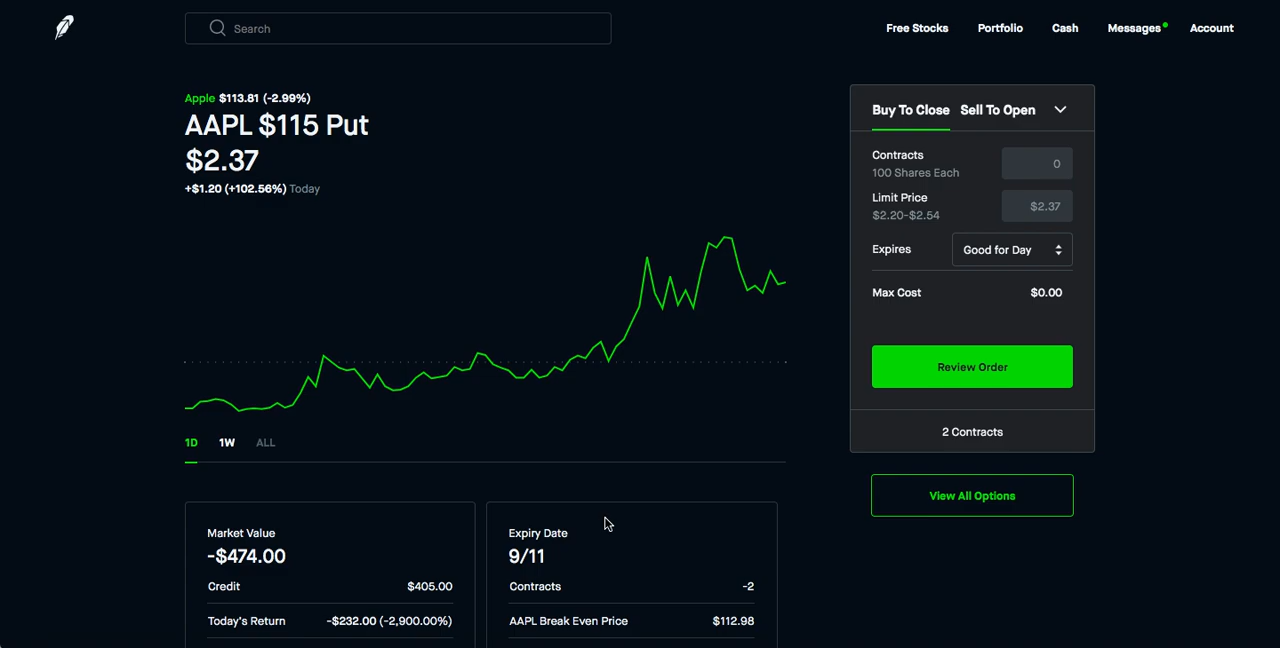 Search
Free Stocks Portfolio Cash Messages Account
Apple $113.81 (-2.99%)
AAPL $115 Put
$2.37
+$1.20 (+102.56%) Today
1D 1W ALL
Market Value
-$474.00
Credit $405.00
Today's Return -$232.00 (-2,900.00%)
Expiry Date
9/11
Contracts -2
AAPL Break Even Price $112.98
Buy To Close Sell To Open
Contracts 0
100 Shares Each
Limit Price $2.37
$2.20-$2.54
Expires Good for Day
Max Cost $0.00
Review Order
2 Contracts
View All Options